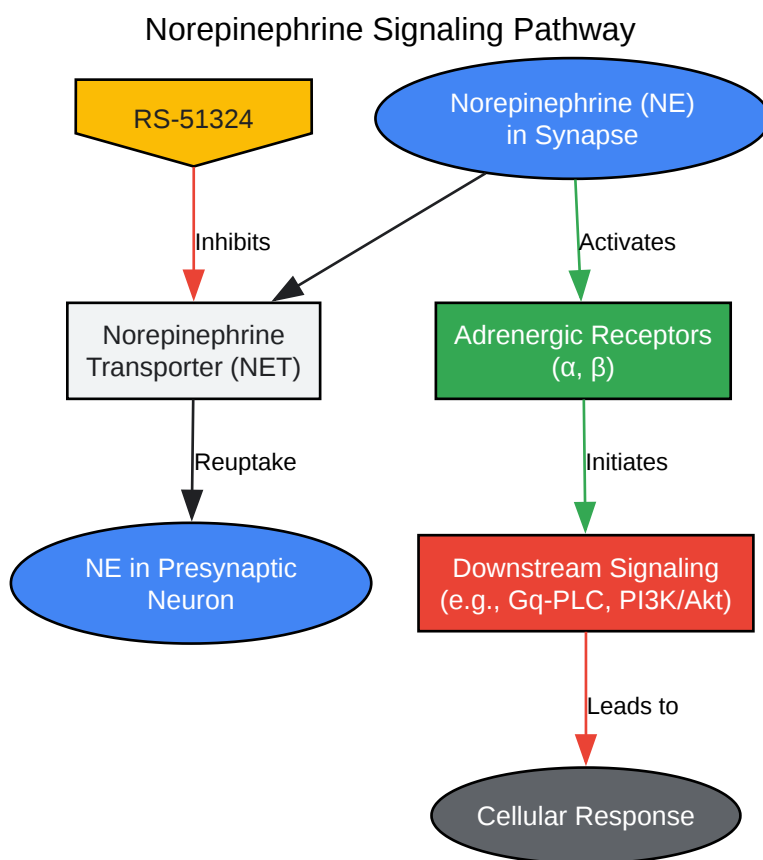 Norepinephrine Signaling Pathway
RS-51324
Norepinephrine (NE)
in Synapse
Inhibits
Activates
Norepinephrine
Transporter (NET)
Adrenergic Receptors
(α, β)
Reuptake
Initiates
NE in Presynaptic
Neuron
Downstream Signaling
(e.g., Gq-PLC, PI3K/Akt)
Leads to
Cellular Response